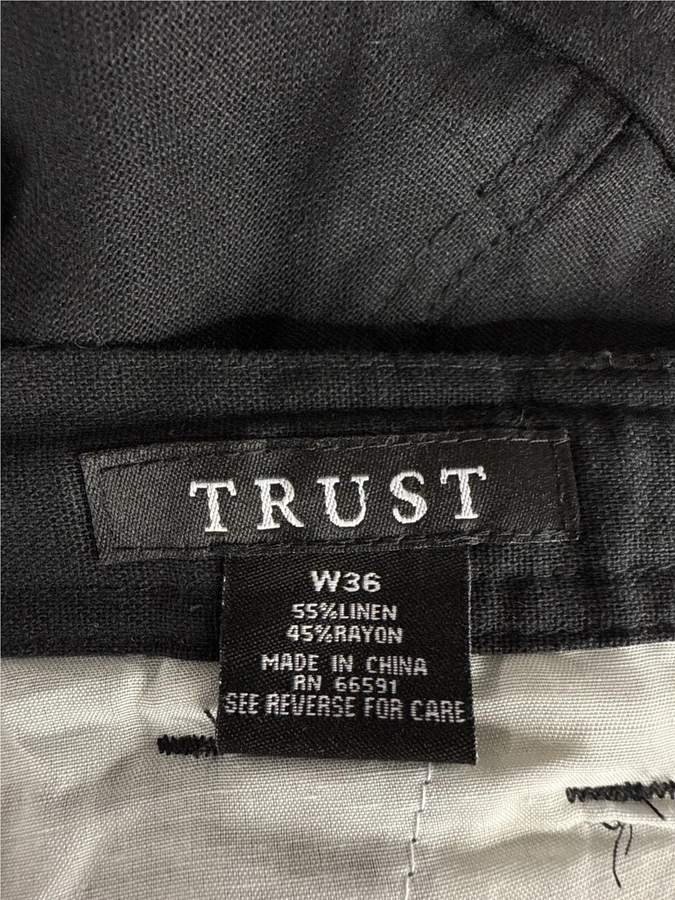 TRUST
W36
55%LINEN
45%RAYON
MADE IN CHINA
RN 66591
SEE REVERSE FOR CARE